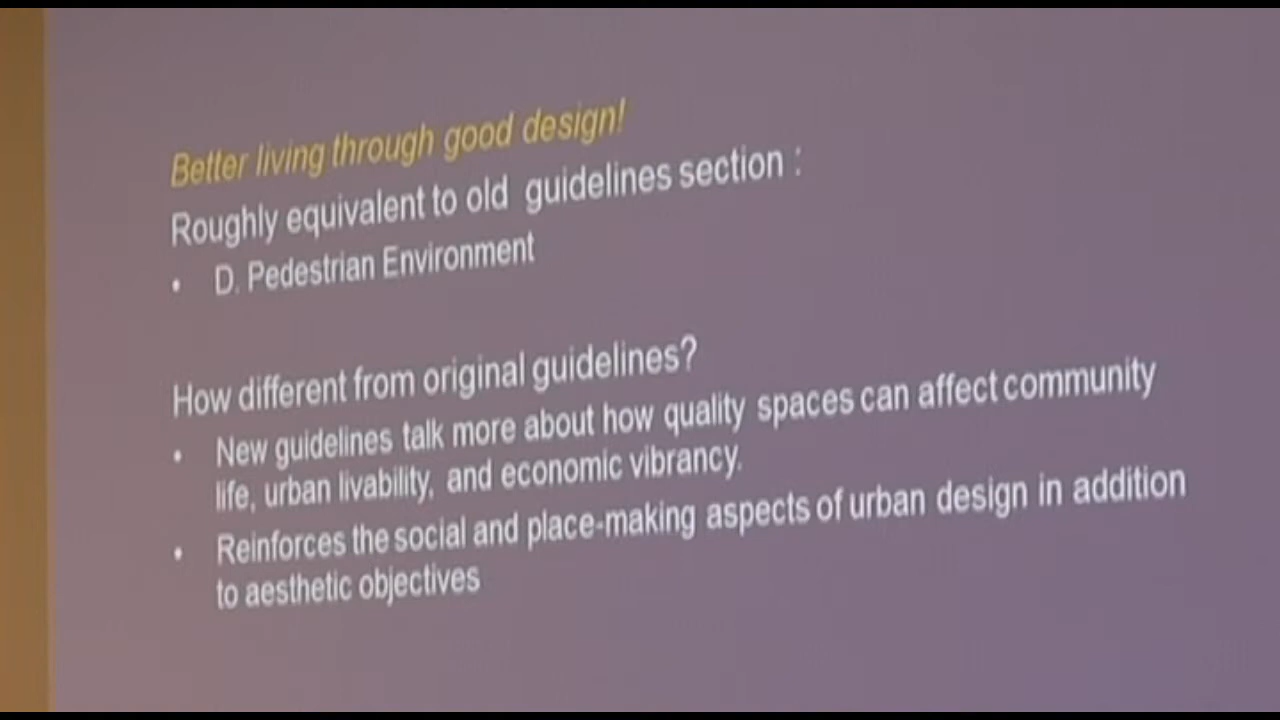 Better living through good design!
Roughly equivalent to old guidelines section :
• D. Pedestrian Environment
How different from original guidelines?
• New guidelines talk more about how quality spaces can affect community
life, urban livability, and economic vibrancy.
• Reinforces the social and place-making aspects of urban design in addition
to aesthetic objectives